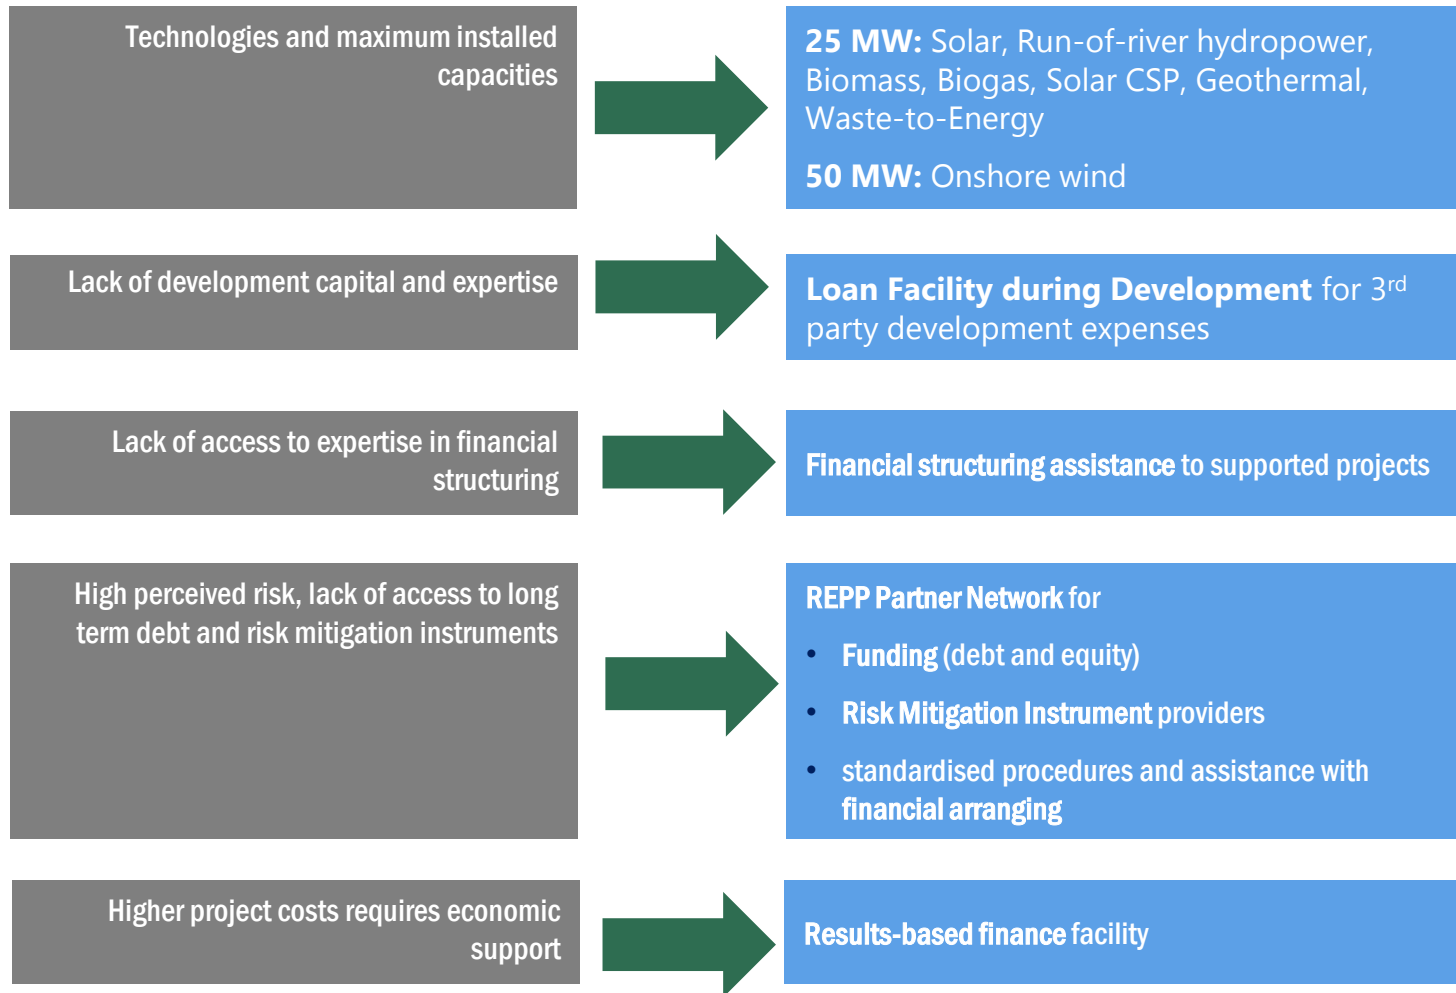 Technologies and maximum installed
capacities
25 MW: Solar, Run-of-river hydropower,
Biomass, Biogas, Solar CSP, Geothermal,
Waste-to-Energy
50 MW: Onshore wind
Lack of development capital and expertise
Loan Facility during Development for 3rd
party development expenses
Lack of access to expertise in financial
structuring
Financial structuring assistance to supported projects
High perceived risk, lack of access to long
term debt and risk mitigation instruments
REPP Partner Network for
• Funding (debt and equity)
• Risk Mitigation Instrument providers
• standardised procedures and assistance with
financial arranging
Higher project costs requires economic
support
Results-based finance facility